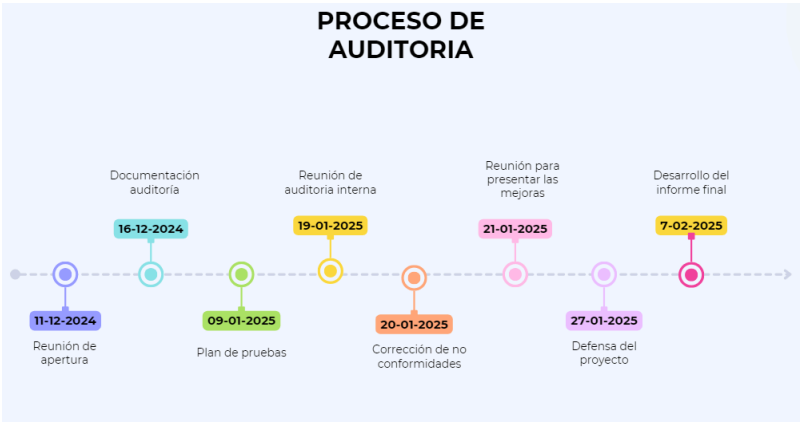 PROCESO DE
AUDITORIA
Documentación
auditoría
Reunión de
auditoria interna
Reunión para
presentar las
mejoras
Desarrollo del
informe final
16-12-2024
19-01-2025
21-01-2025
7-02-2025
11-12-2024
09-01-2025
20-01-2025
27-01-2025
Reunión de
apertura
Plan de pruebas
Corrección de no
conformidades
Defensa del
proyecto